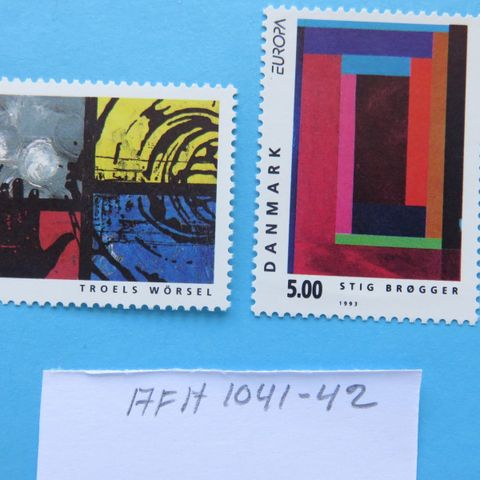 TROELS WÖRSEL
EUROPA
DANMARK
5.00 STIG BRØGGER
1993
AFA 1041-42